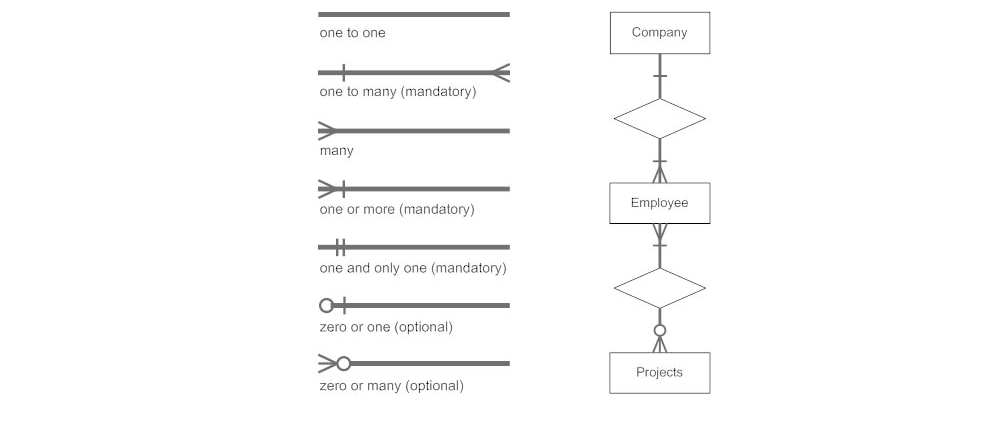 one to one
one to many (mandatory)
many
one or more (mandatory)
one and only one (mandatory)
zero or one (optional)
zero or many (optional)
Company
Employee
Projects